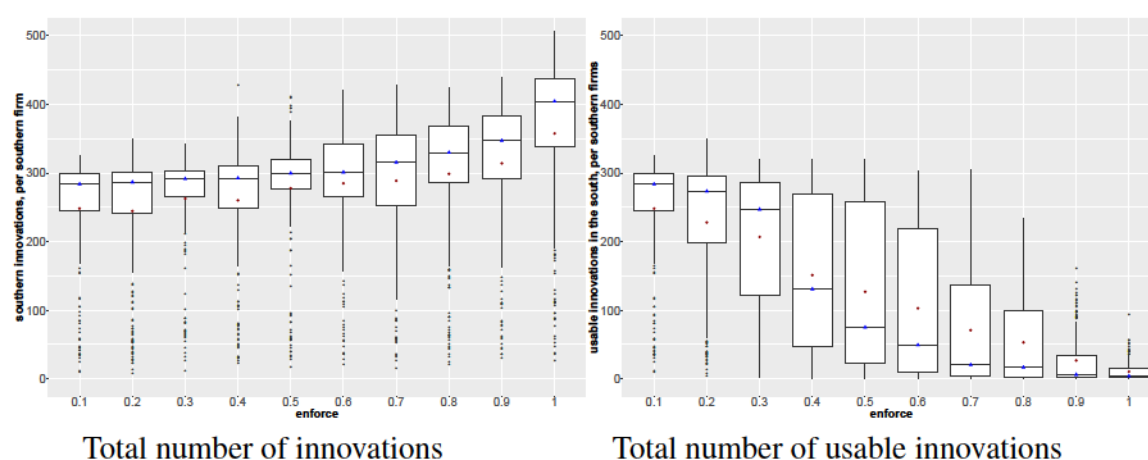 500
400
300
200
100
0
southern innovations, per southern firm
0.1 0.2 0.3 0.4 0.5 0.6 0.7 0.8 0.9 1
enforce
Total number of innovations
500
400
300
200
100
0
usable innovations in the south, per southern firms
0.1 0.2 0.3 0.4 0.5 0.6 0.7 0.8 0.9 1
enforce
Total number of usable innovations